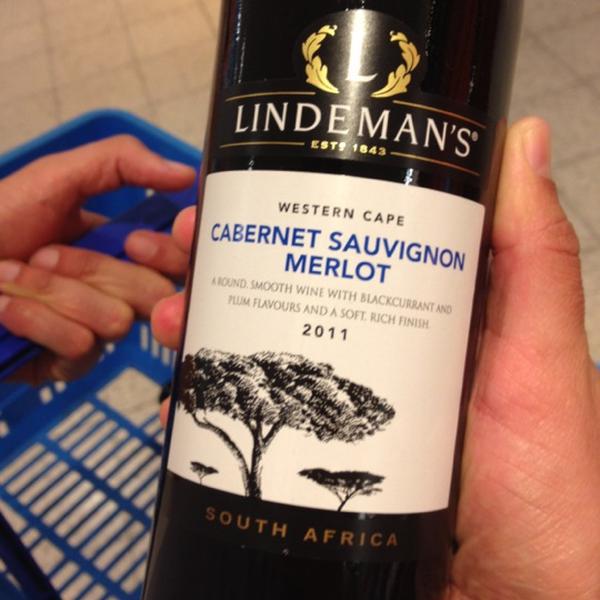 L
LINDEMAN'S®
ESTD 1843
WESTERN CAPE
CABERNET SAUVIGNON
MERLOT
A ROUND, SMOOTH WINE WITH BLACKCURRANT AND
PLUM FLAVOURS AND A SOFT, RICH FINISH.
2011
SOUTH AFRICA